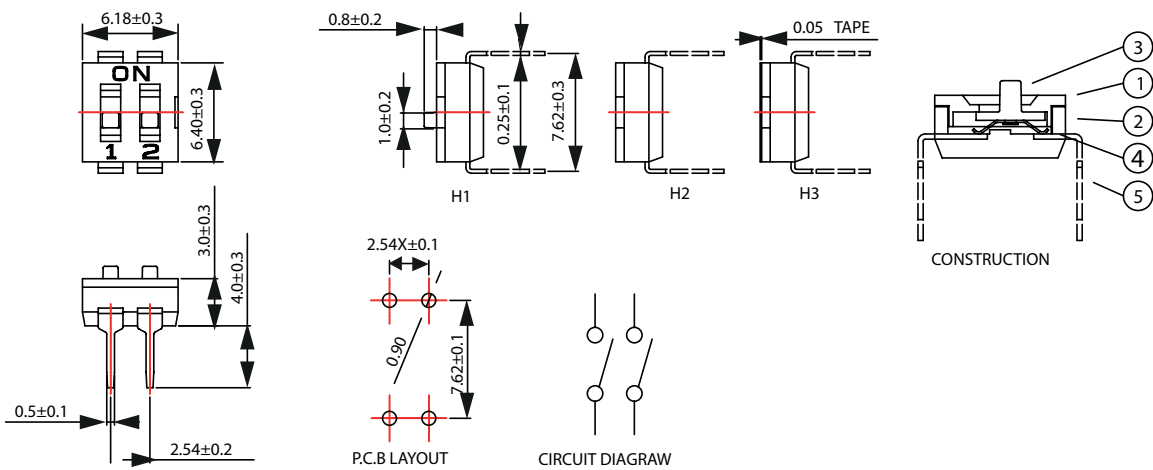 6.18±0.3
ON
1 2
6.40±0.3
0.8±0.2
1.0±0.2
0.25±0.1
7.62±0.3
H1
H2
0.05 TAPE
H3
3
1
2
4
5
CONSTRUCTION
3.0±0.3
4.0±0.3
0.5±0.1
2.54±0.2
2.54X±0.1
0.90
7.62±0.1
P.C.B LAYOUT
CIRCUIT DIAGRAW